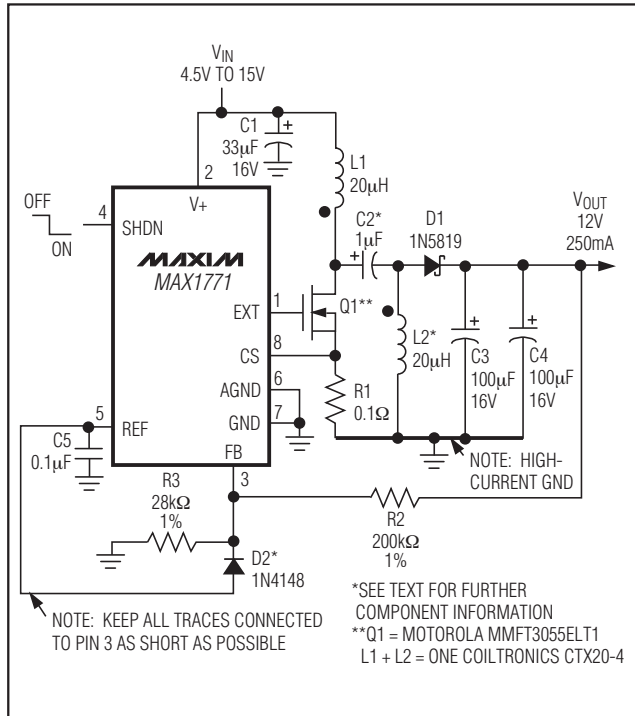 VIN
4.5V TO 15V
C1
33µF
16V
2
L1
20µH
OFF
ON
4
SHDN
V+
MAXIM
MAX1771
C2*
1µF
D1
1N5819
VOUT
12V
250mA
EXT
1
Q1**
L2*
20µH
C3
100µF
16V
C4
100µF
16V
CS
8
R1
0.1Ω
AGND
6
GND
7
5
REF
C5
0.1µF
FB
3
NOTE: HIGH-
CURRENT GND
R3
28kΩ
1%
R2
200kΩ
1%
D2*
1N4148
NOTE: KEEP ALL TRACES CONNECTED
TO PIN 3 AS SHORT AS POSSIBLE
*SEE TEXT FOR FURTHER
COMPONENT INFORMATION
**Q1 = MOTOROLA MMFT3055ELT1
L1 + L2 = ONE COILTRONICS CTX20-4